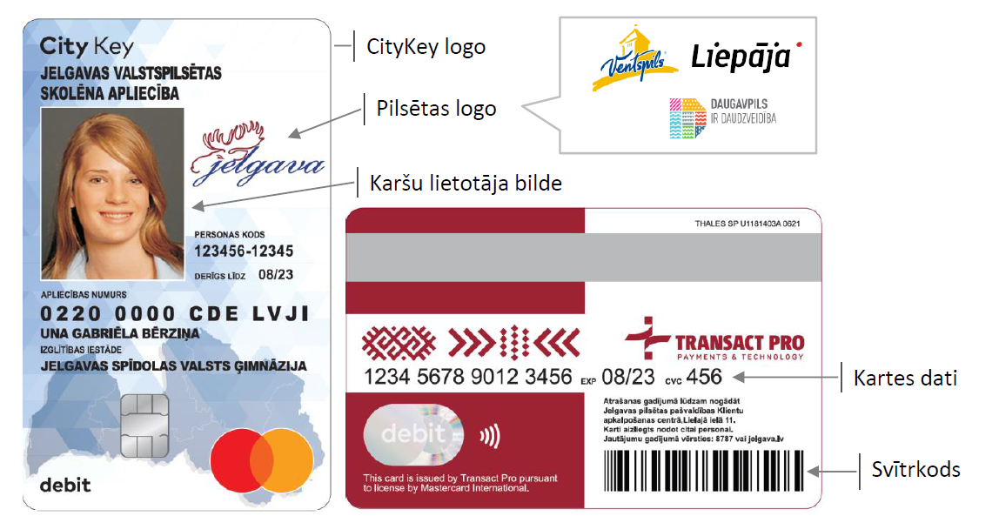 City Key
JELGAVAS VALSTSPILSĒTAS
SKOLĒNA APLIECĪBA
jelgava
PERSONAS KODS
123456-12345
DERĪGS LĪDZ 08/23
APLIECĪBAS NUMURS
0220 0000 CDE LVJI
UNA GABRIĒLA BĒRZIŅA
IZGLĪTĪBAS IESTĀDE
JELGAVAS SPĪDOLAS VALSTS ĢIMNĀZIJA
debit
CityKey logo
Pilsētas logo
Karšu lietotāja bilde
Ventspils
Liepāja
DAUGAVPILS
IR DAUDZVEIDĪBA
THALES SP U1181403A 0621
TRANSACT PRO
PAYMENTS & TECHNOLOGY
1234 5678 9012 3456 EXP 08/23 CVC 456
Kartes dati
Atrašanas gadījumā lūdzam nogādāt
Jelgavas pilsētas pašvaldības Klientu
apkalpošanas centrā,Lielajā ielā 11.
Karti aizliegts nodot citai personai.
Jautājumu gadījumā vērsties: 8787 vai jelgava.lv
debit
This card is issued by Transact Pro pursuant
to license by Mastercard International.
Svītrkods